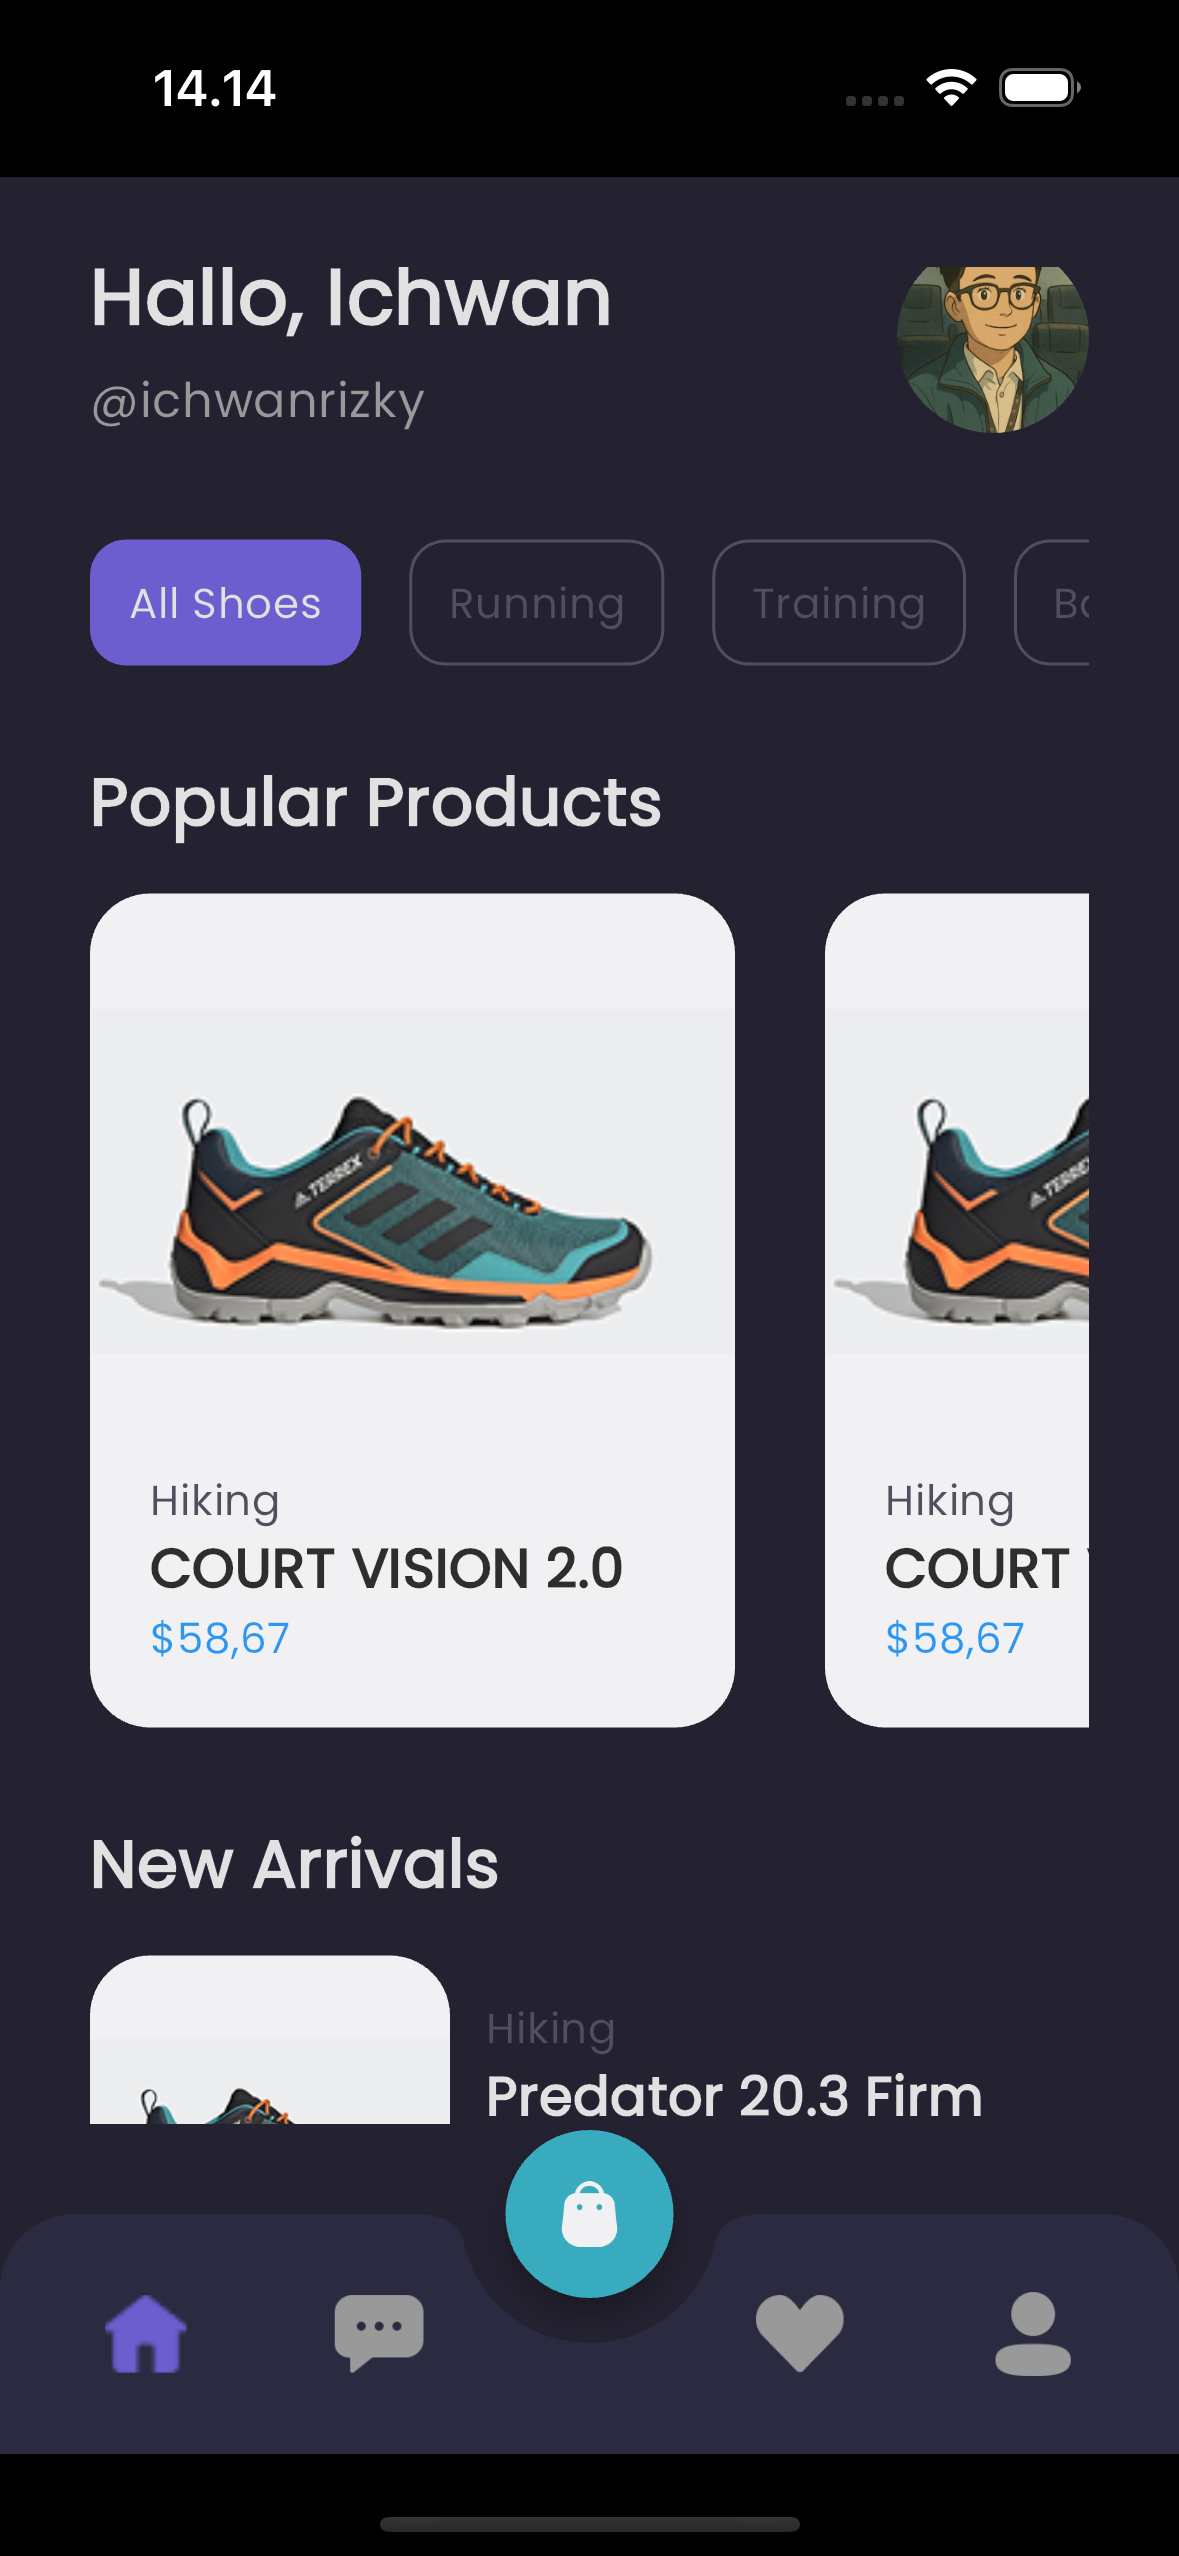 14.14
Hallo, Ichwan
@ichwanrizky
All Shoes
Running
Training
Popular Products
TERREX
TERREX
Hiking
COURT VISION 2.0
$58,67
Hiking
COURT
$58,67
New Arrivals
Hiking
Predator 20.3 Firm